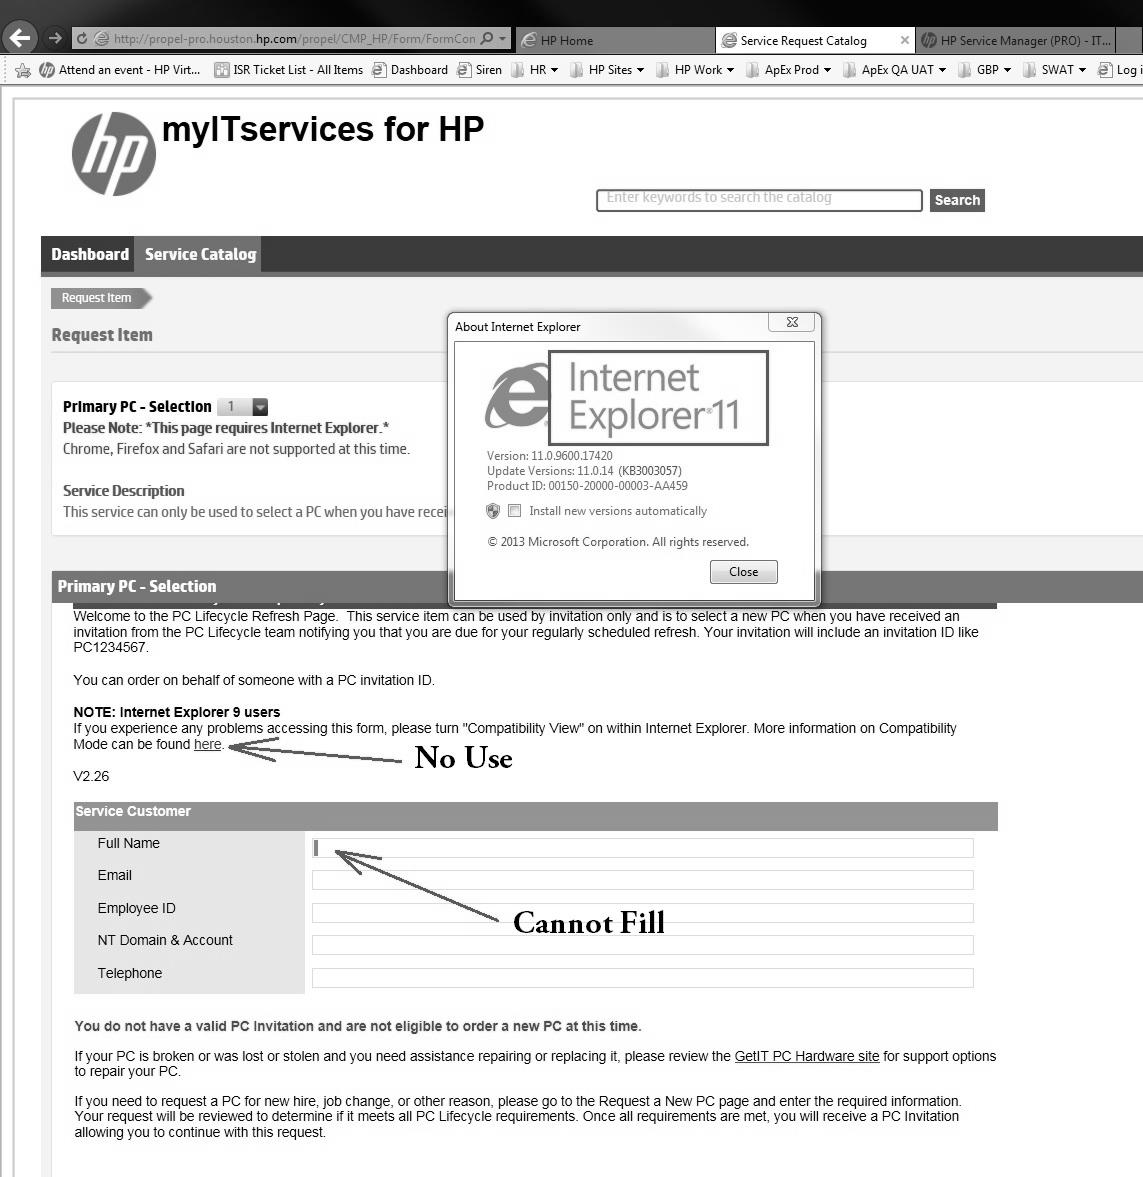 http://propel-pro.houston.hp.com/propel/CMP_HP/Form/FormCon
HP Home
Service Request Catalog
HP Service Manager (PRO) - IT...
Attend an event - HP Virt...
ISR Ticket List - All Items
Dashboard
Siren
HR
HP Sites
HP Work
ApEx Prod
ApEx QA UAT
GBP
SWAT
Log i
hp
myITservices for HP
Enter keywords to search the catalog
Search
Dashboard
Service Catalog
Request Item
Request Item
Primary PC - Selection 1
Please Note: *This page requires Internet Explorer.*
Chrome, Firefox and Safari are not supported at this time.
Service Description
This service can only be used to select a PC when you have recei
About Internet Explorer
Internet
Explorer®11
Version: 11.0.9600.17420
Update Versions: 11.0.14 (KB3003057)
Product ID: 00150-20000-00003-AA459
Install new versions automatically
© 2013 Microsoft Corporation. All rights reserved.
Close
Primary PC - Selection
Welcome to the PC Lifecycle Refresh Page. This service item can be used by invitation only and is to select a new PC when you have received an
invitation from the PC Lifecycle team notifying you that you are due for your regularly scheduled refresh. Your invitation will include an invitation ID like
PC1234567.
You can order on behalf of someone with a PC invitation ID.
NOTE: Internet Explorer 9 users
If you experience any problems accessing this form, please turn "Compatibility View" on within Internet Explorer. More information on Compatibility
Mode can be found here.
No Use
V2.26
Service Customer
Full Name
Email
Employee ID
Cannot Fill
NT Domain & Account
Telephone
You do not have a valid PC Invitation and are not eligible to order a new PC at this time.
If your PC is broken or was lost or stolen and you need assistance repairing or replacing it, please review the GetIT PC Hardware site for support options
to repair your PC.
If you need to request a PC for new hire, job change, or other reason, please go to the Request a New PC page and enter the required information.
Your request will be reviewed to determine if it meets all PC Lifecycle requirements. Once all requirements are met, you will receive a PC Invitation
allowing you to continue with this request.